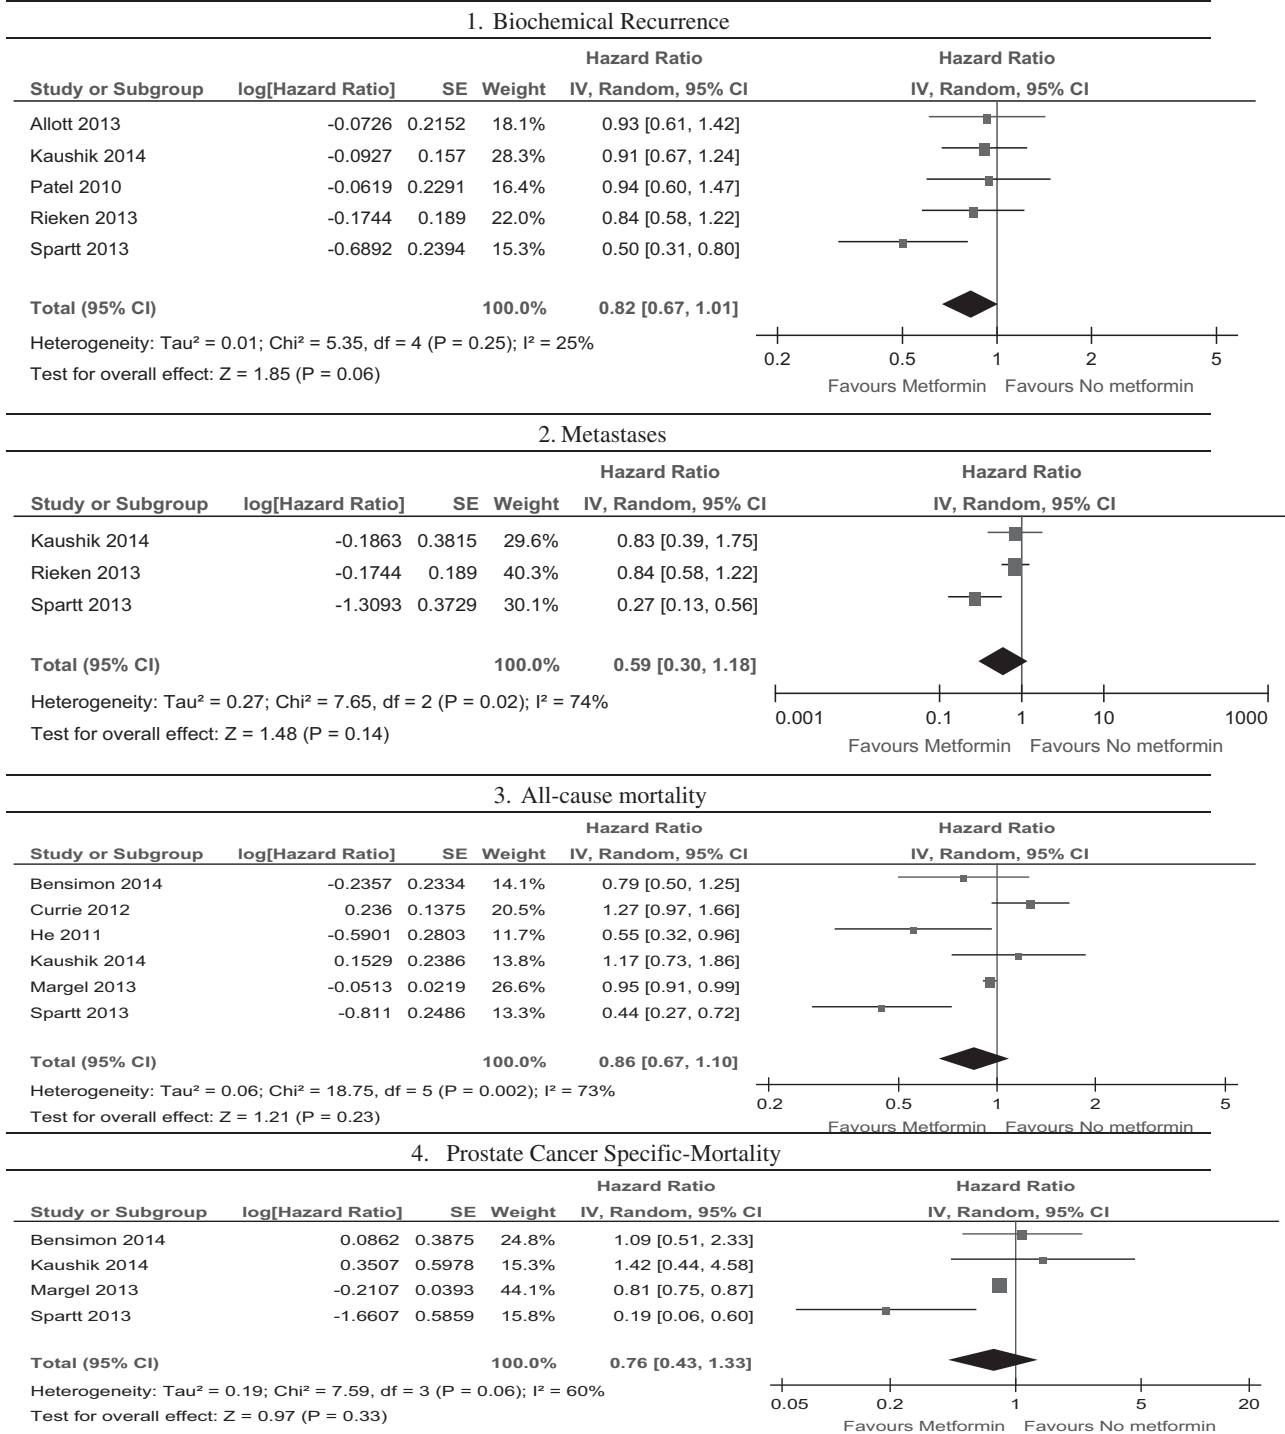 1. Biochemical Recurrence
Hazard Ratio Hazard Ratio
Study or Subgroup log[Hazard Ratio] SE Weight IV, Random, 95% CI IV, Random, 95% CI
Allott 2013 -0.0726 0.2152 18.1% 0.93 [0.61, 1.42]
Kaushik 2014 -0.0927 0.157 28.3% 0.91 [0.67, 1.24]
Patel 2010 -0.0619 0.2291 16.4% 0.94 [0.60, 1.47]
Rieken 2013 -0.1744 0.189 22.0% 0.84 [0.58, 1.22]
Spartt 2013 -0.6892 0.2394 15.3% 0.50 [0.31, 0.80]
Total (95% CI) 100.0% 0.82 [0.67, 1.01]
Heterogeneity: Tau² = 0.01; Chi² = 5.35, df = 4 (P = 0.25); I² = 25%
0.2 0.5 1 2 5
Test for overall effect: Z = 1.85 (P = 0.06)
Favours Metformin Favours No metformin
2. Metastases
Hazard Ratio Hazard Ratio
Study or Subgroup log[Hazard Ratio] SE Weight IV, Random, 95% CI IV, Random, 95% CI
Kaushik 2014 -0.1863 0.3815 29.6% 0.83 [0.39, 1.75]
Rieken 2013 -0.1744 0.189 40.3% 0.84 [0.58, 1.22]
Spartt 2013 -1.3093 0.3729 30.1% 0.27 [0.13, 0.56]
Total (95% CI) 100.0% 0.59 [0.30, 1.18]
Heterogeneity: Tau² = 0.27; Chi² = 7.65, df = 2 (P = 0.02); I² = 74%
0.001 0.1 1 10 1000
Test for overall effect: Z = 1.48 (P = 0.14)
Favours Metformin Favours No metformin
3. All-cause mortality
Hazard Ratio Hazard Ratio
Study or Subgroup log[Hazard Ratio] SE Weight IV, Random, 95% CI IV, Random, 95% CI
Bensimon 2014 -0.2357 0.2334 14.1% 0.79 [0.50, 1.25]
Currie 2012 0.236 0.1375 20.5% 1.27 [0.97, 1.66]
He 2011 -0.5901 0.2803 11.7% 0.55 [0.32, 0.96]
Kaushik 2014 0.1529 0.2386 13.8% 1.17 [0.73, 1.86]
Margel 2013 -0.0513 0.0219 26.6% 0.95 [0.91, 0.99]
Spartt 2013 -0.811 0.2486 13.3% 0.44 [0.27, 0.72]
Total (95% CI) 100.0% 0.86 [0.67, 1.10]
Heterogeneity: Tau² = 0.06; Chi² = 18.75, df = 5 (P = 0.002); I² = 73%
0.2 0.5 1 2 5
Test for overall effect: Z = 1.21 (P = 0.23)
Favours Metformin Favours No metformin
4. Prostate Cancer Specific-Mortality
Hazard Ratio Hazard Ratio
Study or Subgroup log[Hazard Ratio] SE Weight IV, Random, 95% CI IV, Random, 95% CI
Bensimon 2014 0.0862 0.3875 24.8% 1.09 [0.51, 2.33]
Kaushik 2014 0.3507 0.5978 15.3% 1.42 [0.44, 4.58]
Margel 2013 -0.2107 0.0393 44.1% 0.81 [0.75, 0.87]
Spartt 2013 -1.6607 0.5859 15.8% 0.19 [0.06, 0.60]
Total (95% CI) 100.0% 0.76 [0.43, 1.33]
Heterogeneity: Tau² = 0.19; Chi² = 7.59, df = 3 (P = 0.06); I² = 60%
0.05 0.2 1 5 20
Test for overall effect: Z = 0.97 (P = 0.33)
Favours Metformin Favours No metformin